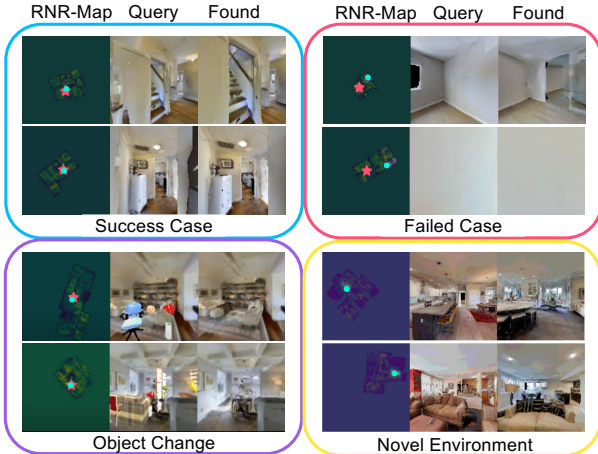 RNR-Map Query Found
RNR-Map Query Found
Success Case
Failed Case
Object Change
Novel Environment